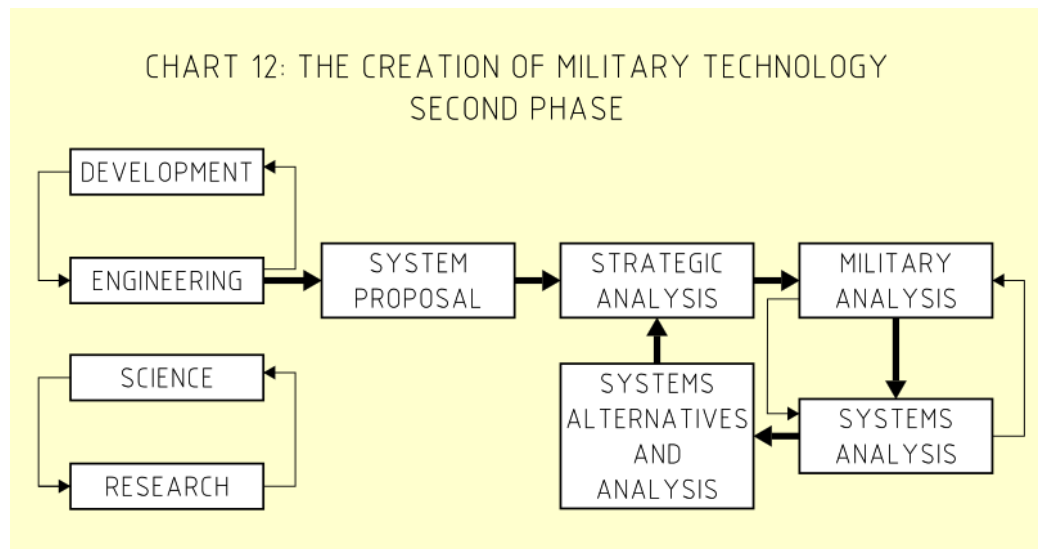 CHART 12: THE CREATION OF MILITARY TECHNOLOGY
SECOND PHASE
DEVELOPMENT
ENGINEERING
SYSTEM
PROPOSAL
STRATEGIC
ANALYSIS
MILITARY
ANALYSIS
SCIENCE
RESEARCH
SYSTEMS
ALTERNATIVES
AND
ANALYSIS
SYSTEMS
ANALYSIS